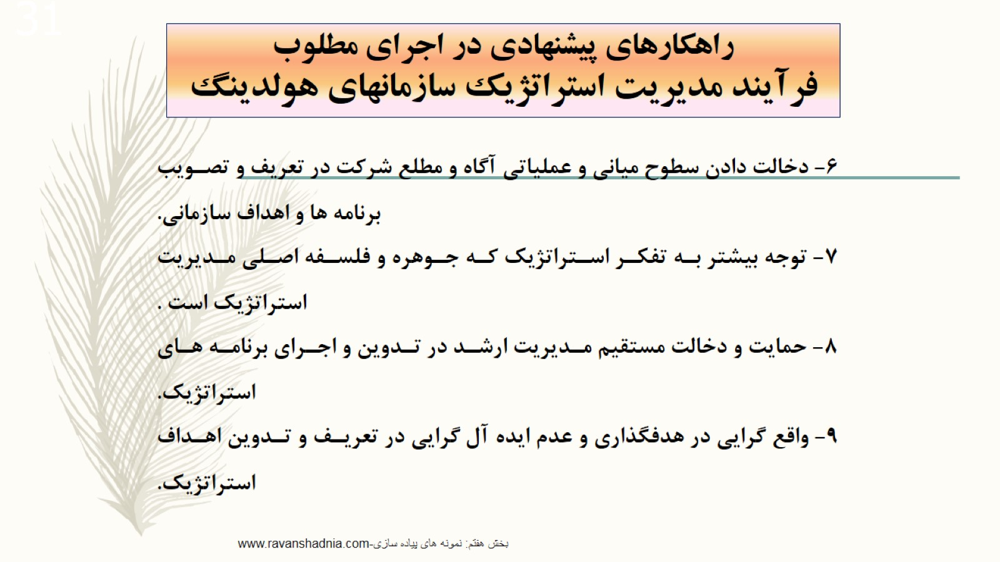 31
راهکارهای پیشنهادی در اجرای مطلوب
فرآیند مدیریت استراتژیک سازمانهای هولدینگ
۶- دخالت دادن سطوح میانی و عملیاتی آگاه و مطلع شرکت در تعریف و تصویب
برنامه ها و اهداف سازمانی.
۷- توجه بیشتر به تفکر استراتژیک که جوهره و فلسفه اصلی مدیریت
استراتژیک است .
۸- حمایت و دخالت مستقیم مدیریت ارشد در تدوین و اجرای برنامه های
استراتژیک.
۹- واقع گرایی در هدفگذاری و عدم ایده آل گرایی در تعریف و تدوین اهداف
استراتژیک.
بخش هفتم: نمونه های پیاده سازی-www.ravanshadnia.com